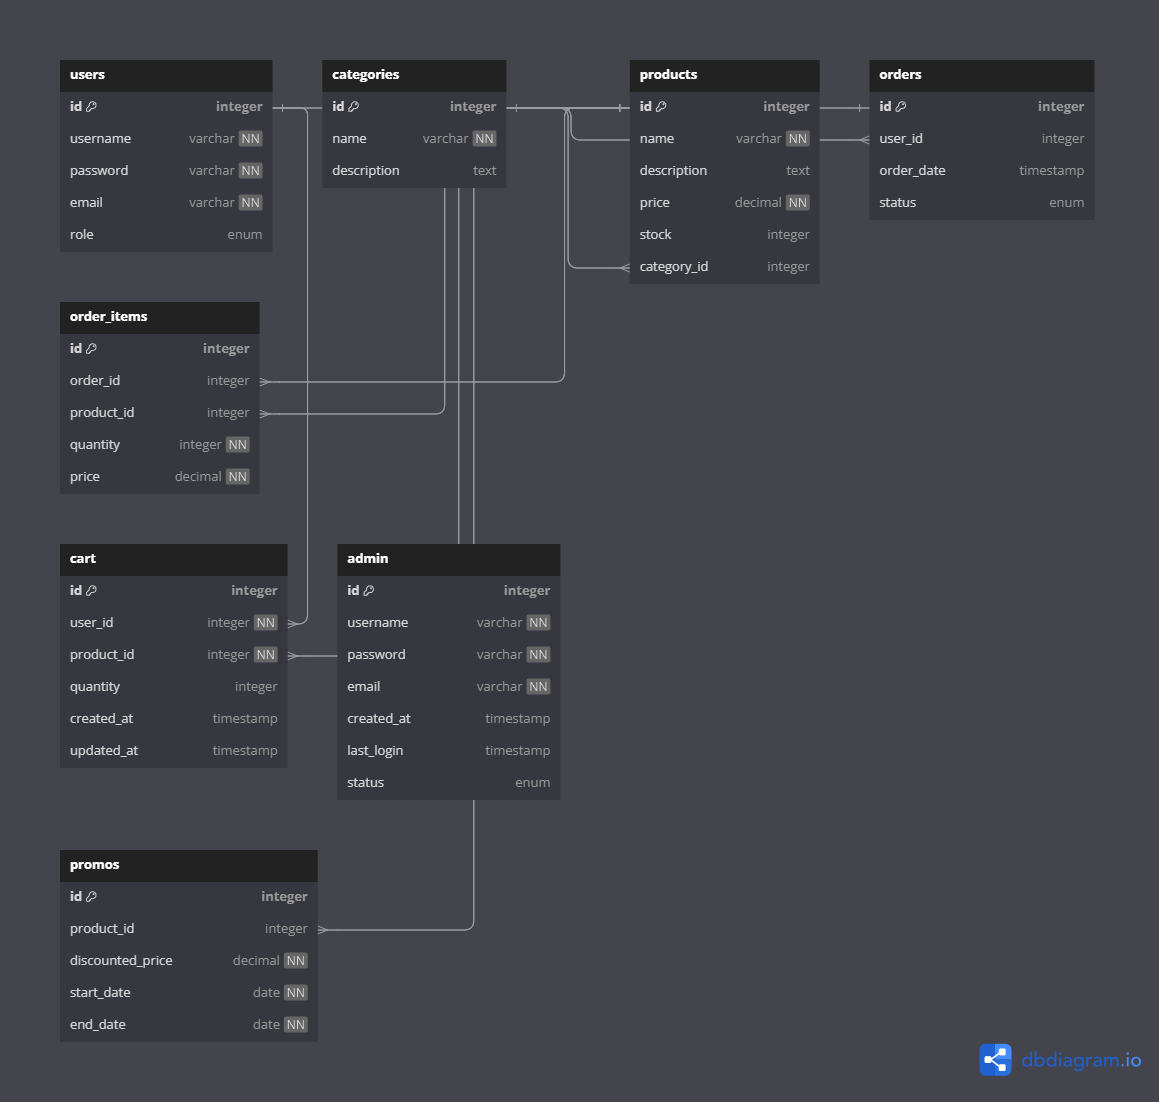 users
id integer
username varchar NN
password varchar NN
email varchar NN
role enum
categories
id integer
name varchar NN
description text
products
id integer
name varchar NN
description text
price decimal NN
stock integer
category_id integer
orders
id integer
user_id integer
order_date timestamp
status enum
order_items
id integer
order_id integer
product_id integer
quantity integer NN
price decimal NN
cart
id integer
user_id integer NN
product_id integer NN
quantity integer
created_at timestamp
updated_at timestamp
admin
id integer
username varchar NN
password varchar NN
email varchar NN
created_at timestamp
last_login timestamp
status enum
promos
id integer
product_id integer
discounted_price decimal NN
start_date date NN
end_date date NN
dbdiagram.io